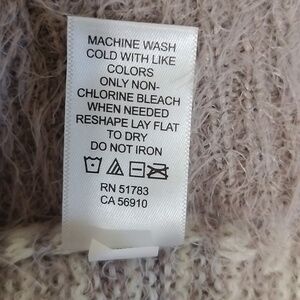 MACHINE WASH
COLD WITH LIKE
COLORS
ONLY NON-
CHLORINE BLEACH
WHEN NEEDED
RESHAPE LAY FLAT
TO DRY
DO NOT IRON
RN 51783
CA 56910